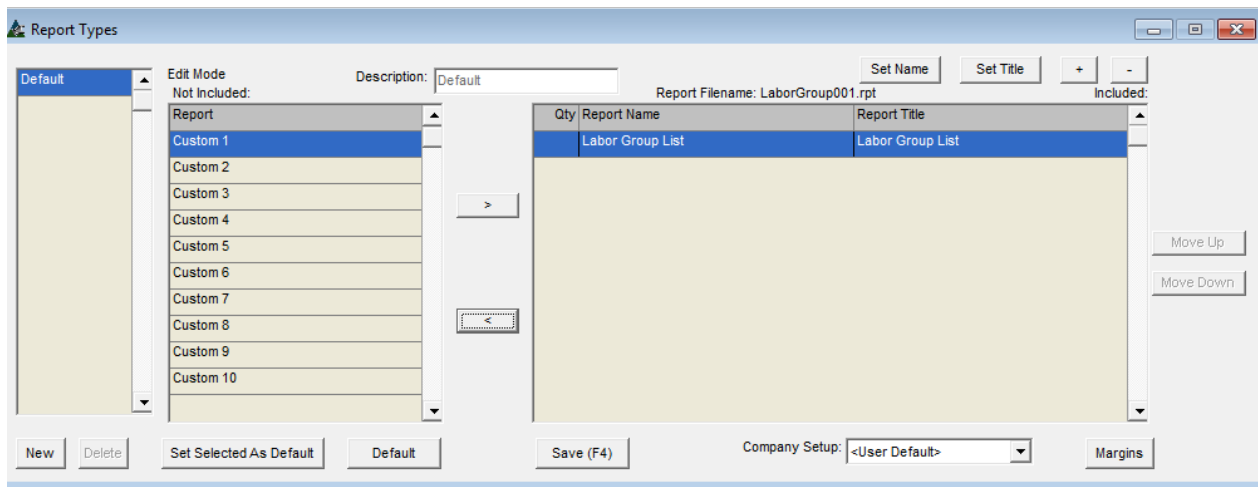 Report Types
Default
Edit Mode
Description: Default
Set Name
Set Title
+
-
Not Included:
Report Filename: LaborGroup001.rpt
Included:
Report
Custom 1
Custom 2
Custom 3
Custom 4
Custom 5
Custom 6
Custom 7
Custom 8
Custom 9
Custom 10
>
<
Qty Report Name Report Title
Labor Group List Labor Group List
Move Up
Move Down
New
Delete
Set Selected As Default
Default
Save (F4)
Company Setup: <User Default>
Margins